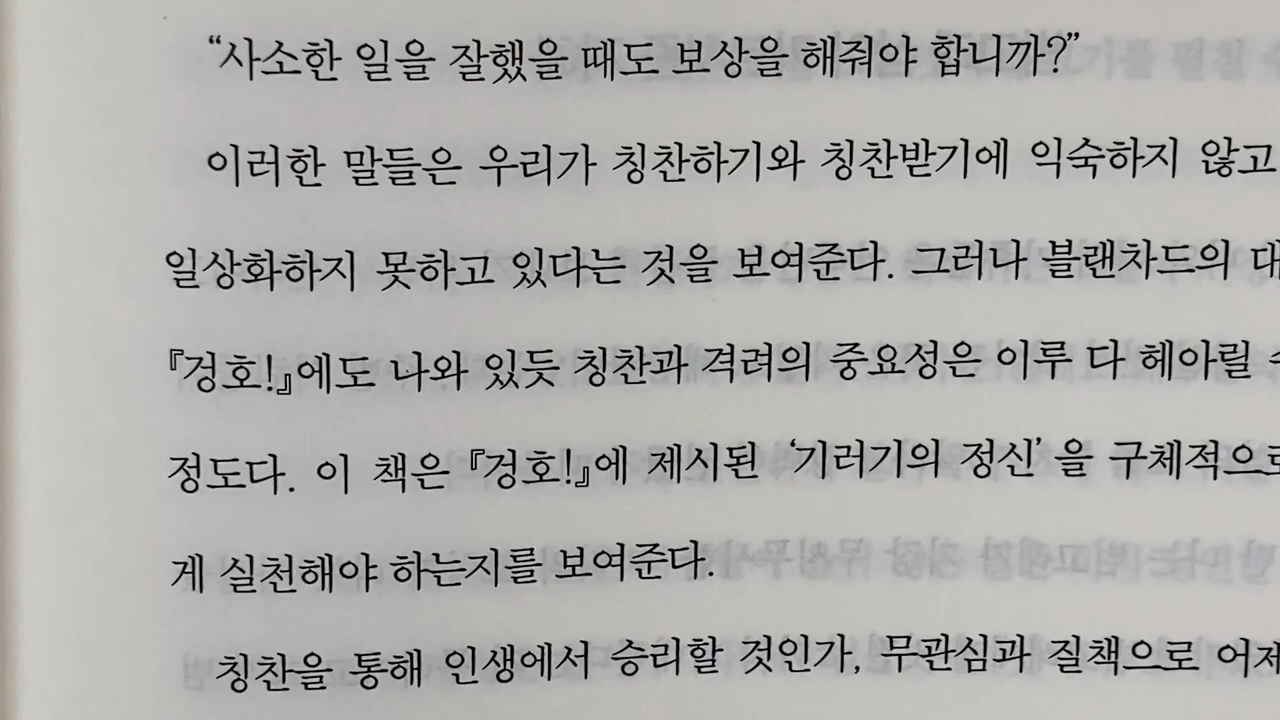 “사소한 일을 잘했을 때도 보상을 해줘야 합니까?”
이러한 말들은 우리가 칭찬하기와 칭찬받기에 익숙하지 않고
일상화하지 못하고 있다는 것을 보여준다. 그러나 블랜차드의
『겅호!』에도 나와 있듯 칭찬과 격려의 중요성은 이루 다 헤아릴
정도다. 이 책은 『겅호!』에 제시된 ‘기러기의 정신’을 구체적으로
게 실천해야 하는지를 보여준다.
칭찬을 통해 인생에서 승리할 것인가, 무관심과 질책으로